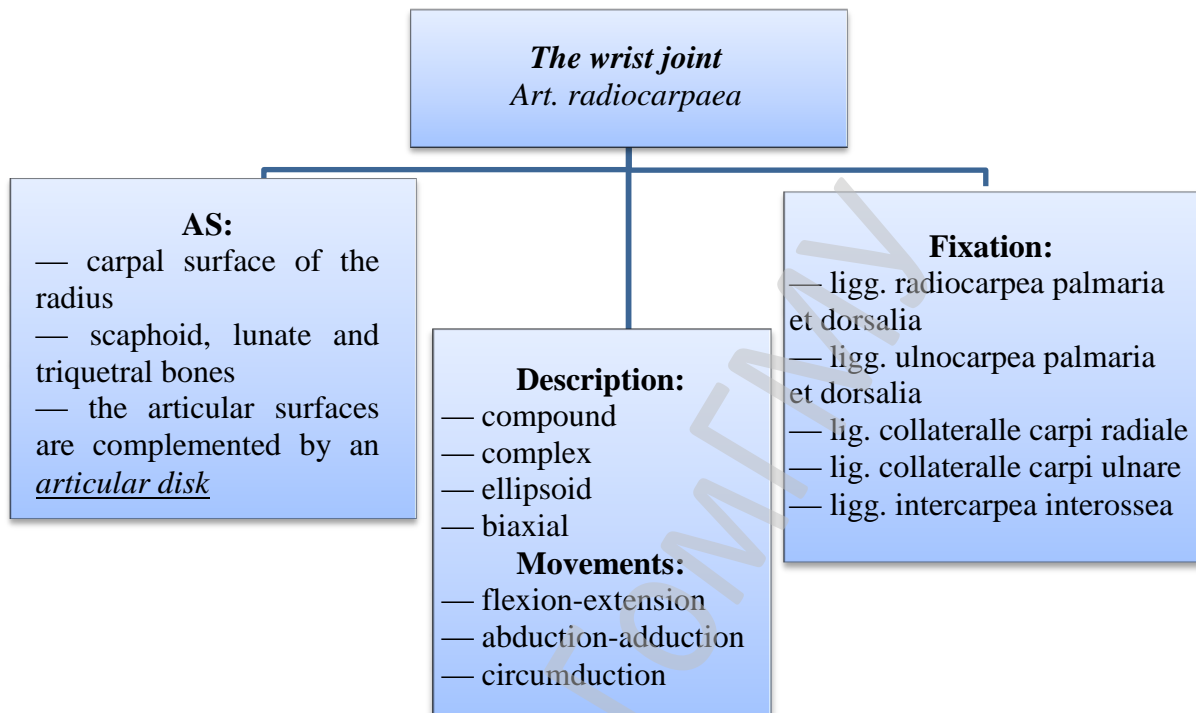 The wrist joint
Art. radiocarpaea
AS:
— carpal surface of the
radius
— scaphoid, lunate and
triquetral bones
— the articular surfaces
are complemented by an
articular disk
Description:
— compound
— complex
— ellipsoid
— biaxial
Movements:
— flexion-extension
— abduction-adduction
— circumduction
Fixation:
— ligg. radiocarpea palmaria
et dorsalia
— ligg. ulnocarpea palmaria
et dorsalia
— lig. collateralle carpi radiale
— lig. collateralle carpi ulnare
— ligg. intercarpea interossea
ГомГМУ